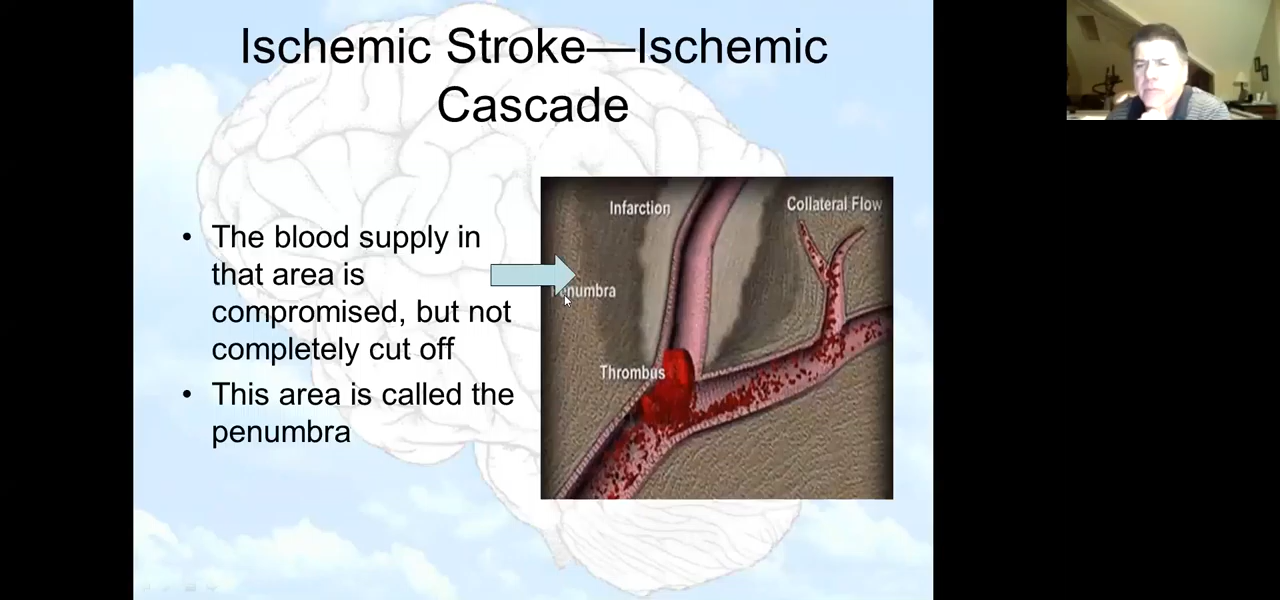 Ischemic Stroke—Ischemic
Cascade
• The blood supply in
that area is
compromised, but not
completely cut off
• This area is called the
penumbra
Infarction
Collateral Flow
Penumbra
Thrombus